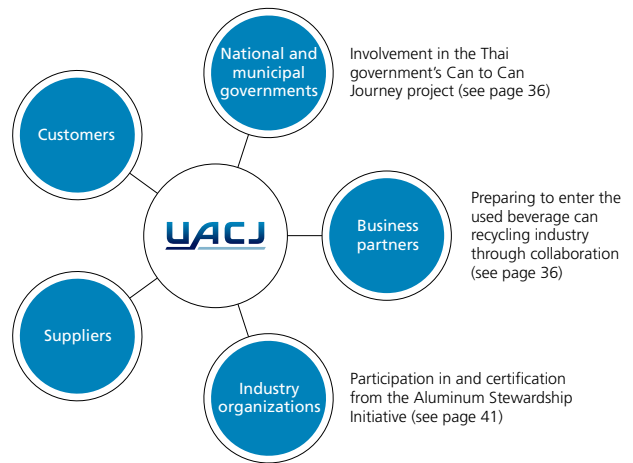 National and
municipal
governments
Involvement in the Thai
government’s Can to Can
Journey project (see page 36)
Customers
UACJ
Business
partners
Preparing to enter the
used beverage can
recycling industry
through collaboration
(see page 36)
Suppliers
Industry
organizations
Participation in and certification
from the Aluminum Stewardship
Initiative (see page 41)